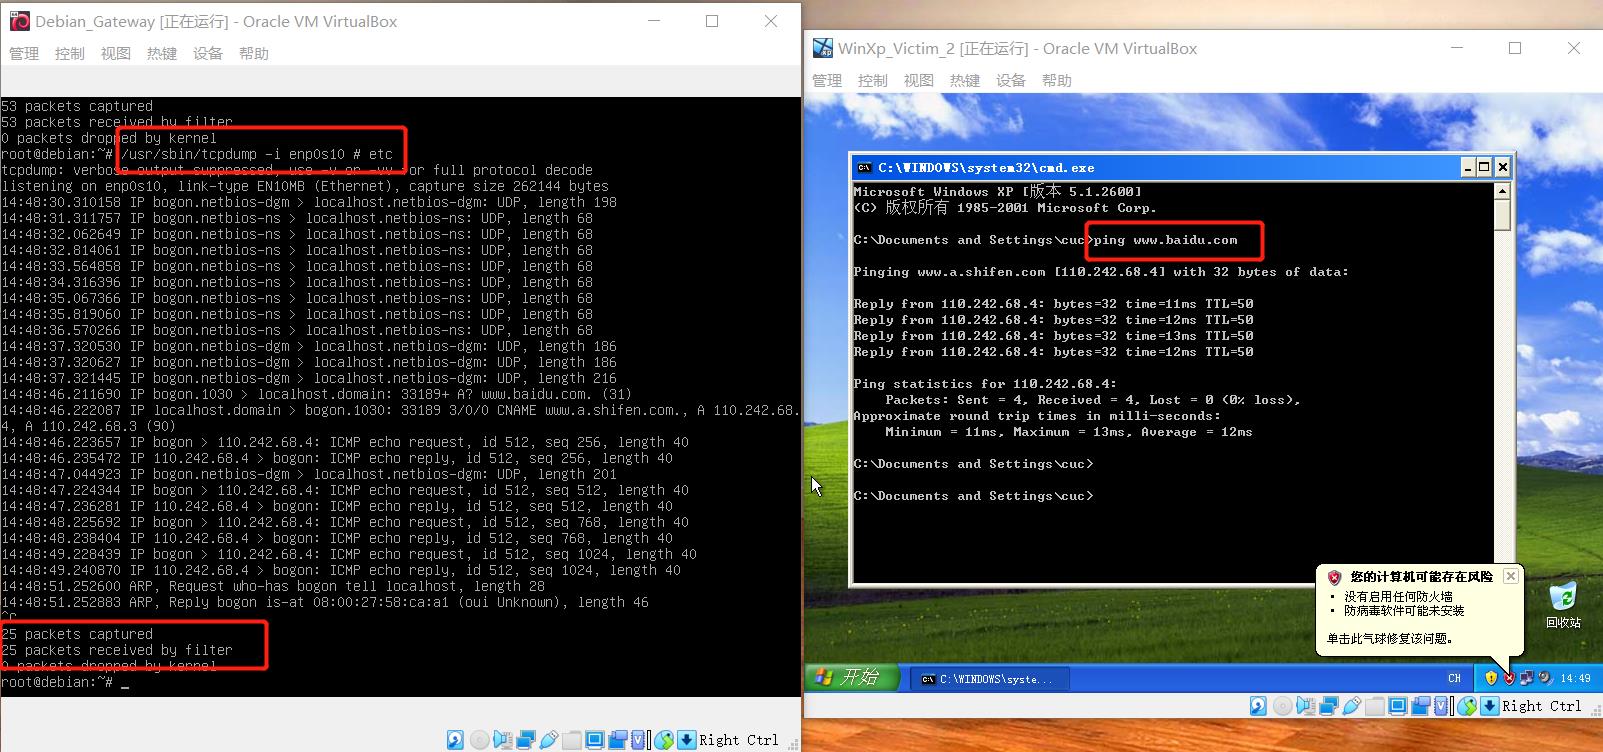 Debian_Gateway [正在运行] - Oracle VM VirtualBox
管理 控制 视图 热键 设备 帮助
53 packets captured
53 packets received by filter
0 packets dropped by kernel
root@debian:~# /usr/sbin/tcpdump -i enp0s10 # etc
tcpdump: verbose output suppressed, use -v or -vv for full protocol decode
listening on enp0s10, link-type EN10MB (Ethernet), capture size 262144 bytes
14:48:30.310158 IP bogon.netbios-dgm > localhost.netbios-dgm: UDP, length 198
14:48:31.311757 IP bogon.netbios-ns > localhost.netbios-ns: UDP, length 68
14:48:32.062649 IP bogon.netbios-ns > localhost.netbios-ns: UDP, length 68
14:48:32.814061 IP bogon.netbios-ns > localhost.netbios-ns: UDP, length 68
14:48:33.564858 IP bogon.netbios-ns > localhost.netbios-ns: UDP, length 68
14:48:34.316396 IP bogon.netbios-ns > localhost.netbios-ns: UDP, length 68
14:48:35.067366 IP bogon.netbios-ns > localhost.netbios-ns: UDP, length 68
14:48:35.819060 IP bogon.netbios-ns > localhost.netbios-ns: UDP, length 68
14:48:36.570266 IP bogon.netbios-ns > localhost.netbios-ns: UDP, length 68
14:48:37.320530 IP bogon.netbios-dgm > localhost.netbios-dgm: UDP, length 186
14:48:37.320627 IP bogon.netbios-dgm > localhost.netbios-dgm: UDP, length 186
14:48:37.321445 IP bogon.netbios-dgm > localhost.netbios-dgm: UDP, length 216
14:48:46.211690 IP bogon.1030 > localhost.domain: 33189+ A? www.baidu.com. (31)
14:48:46.222087 IP localhost.domain > bogon.1030: 33189 3/0/0 CNAME www.a.shifen.com., A 110.242.68.
4, A 110.242.68.3 (90)
14:48:46.223657 IP bogon > 110.242.68.4: ICMP echo request, id 512, seq 256, length 40
14:48:46.235472 IP 110.242.68.4 > bogon: ICMP echo reply, id 512, seq 256, length 40
14:48:47.044923 IP bogon.netbios-dgm > localhost.netbios-dgm: UDP, length 201
14:48:47.224344 IP bogon > 110.242.68.4: ICMP echo request, id 512, seq 512, length 40
14:48:47.236281 IP 110.242.68.4 > bogon: ICMP echo reply, id 512, seq 512, length 40
14:48:48.225692 IP bogon > 110.242.68.4: ICMP echo request, id 512, seq 768, length 40
14:48:48.238404 IP 110.242.68.4 > bogon: ICMP echo reply, id 512, seq 768, length 40
14:48:49.228439 IP bogon > 110.242.68.4: ICMP echo request, id 512, seq 1024, length 40
14:48:49.240870 IP 110.242.68.4 > bogon: ICMP echo reply, id 512, seq 1024, length 40
14:48:51.252600 ARP, Request who-has bogon tell localhost, length 28
14:48:51.252883 ARP, Reply bogon is-at 08:00:27:58:ca:a1 (oui Unknown), length 46
25 packets captured
25 packets received by filter
0 packets dropped by kernel
root@debian:~# _
Right Ctrl
WinXp_Victim_2 [正在运行] - Oracle VM VirtualBox
管理 控制 视图 热键 设备 帮助
C:\WINDOWS\system32\cmd.exe
Microsoft Windows XP [版本 5.1.2600]
(C) 版权所有 1985-2001 Microsoft Corp.
C:\Documents and Settings\cuc>ping www.baidu.com
Pinging www.a.shifen.com [110.242.68.4] with 32 bytes of data:
Reply from 110.242.68.4: bytes=32 time=11ms TTL=50
Reply from 110.242.68.4: bytes=32 time=12ms TTL=50
Reply from 110.242.68.4: bytes=32 time=13ms TTL=50
Reply from 110.242.68.4: bytes=32 time=12ms TTL=50
Ping statistics for 110.242.68.4:
Packets: Sent = 4, Received = 4, Lost = 0 (0% loss),
Approximate round trip times in milli-seconds:
Minimum = 11ms, Maximum = 13ms, Average = 12ms
C:\Documents and Settings\cuc>
C:\Documents and Settings\cuc>
您的计算机可能存在风险
• 没有启用任何防火墙
• 防病毒软件可能未安装
单击此气球修复该问题。
回收站
开始 C:\WINDOWS\syste... CH 14:49
Right Ctrl